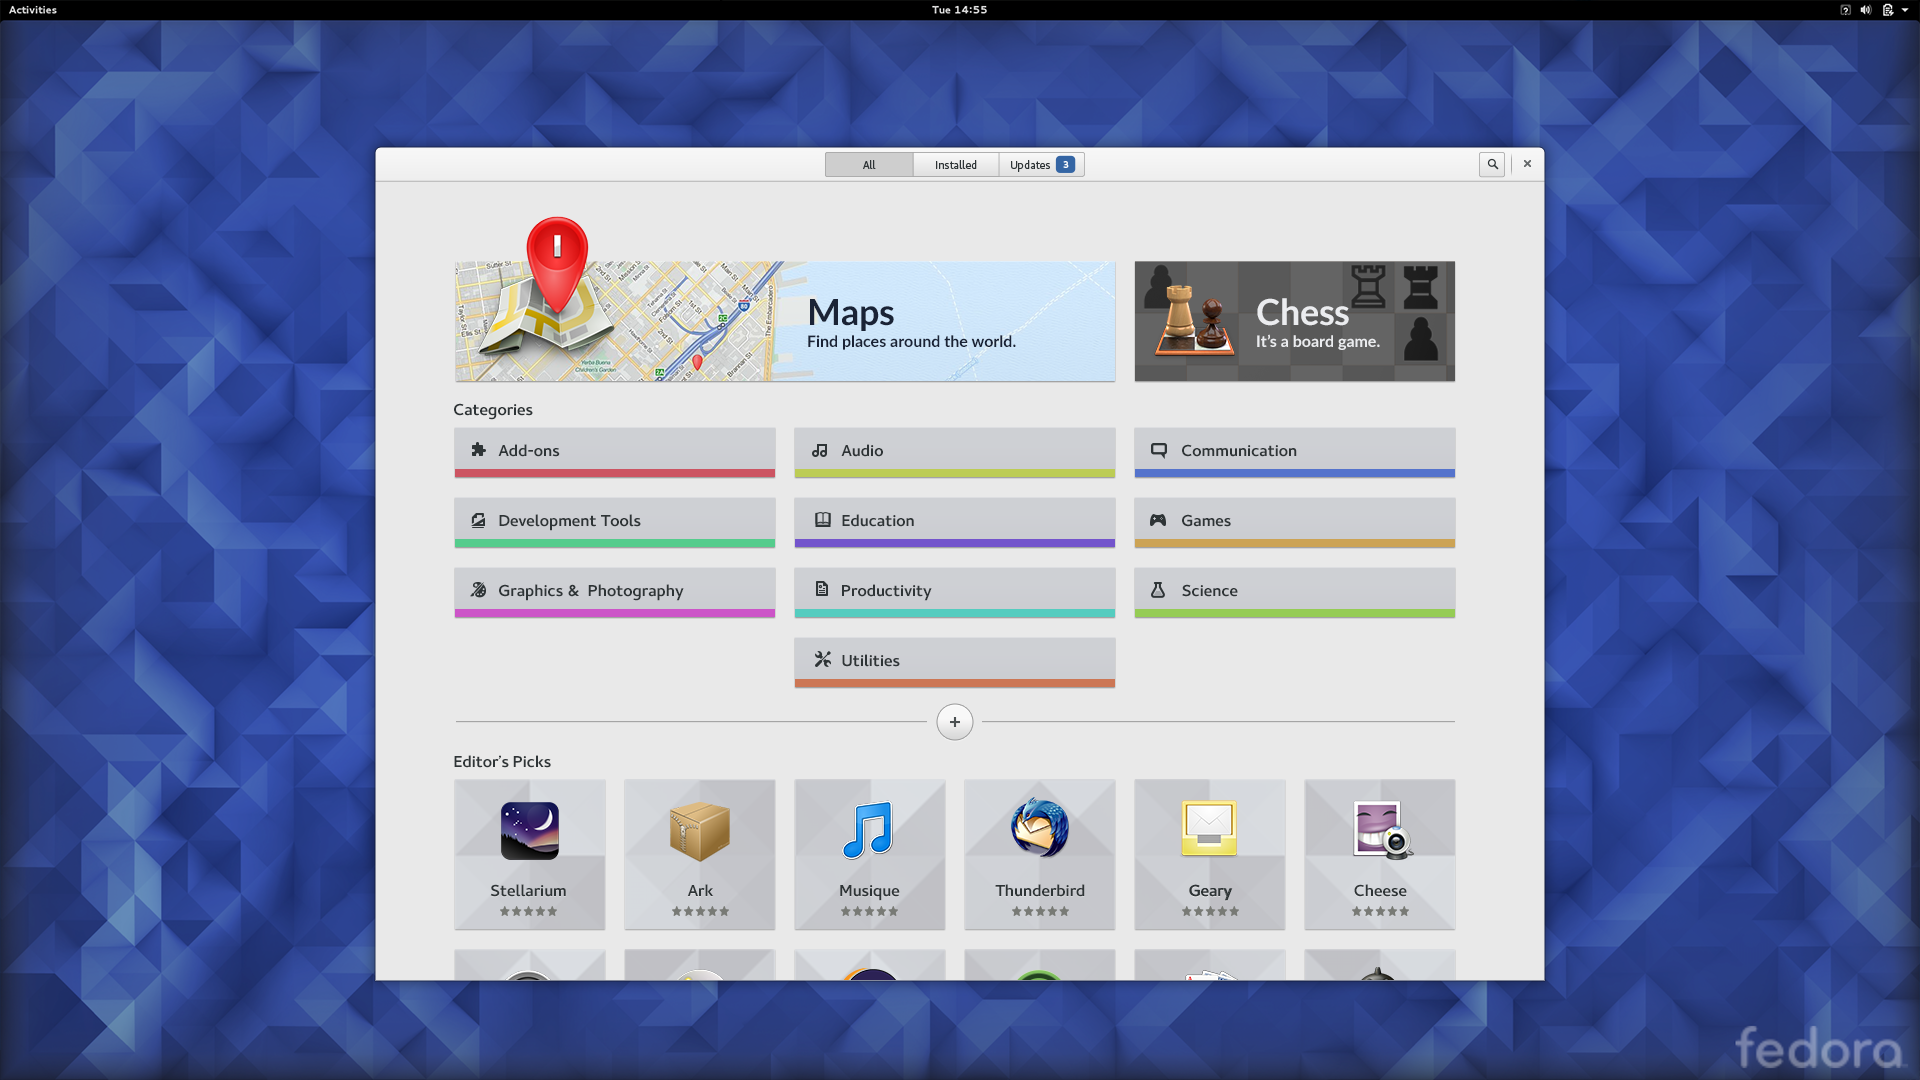 Activities
Tue 14:55
All
Installed
Updates 3
Maps
Find places around the world.
Chess
It's a board game.
Categories
Add-ons
Audio
Communication
Development Tools
Education
Games
Graphics & Photography
Productivity
Science
Utilities
+
Editor's Picks
Stellarium
Ark
Musique
Thunderbird
Geary
Cheese
fedora